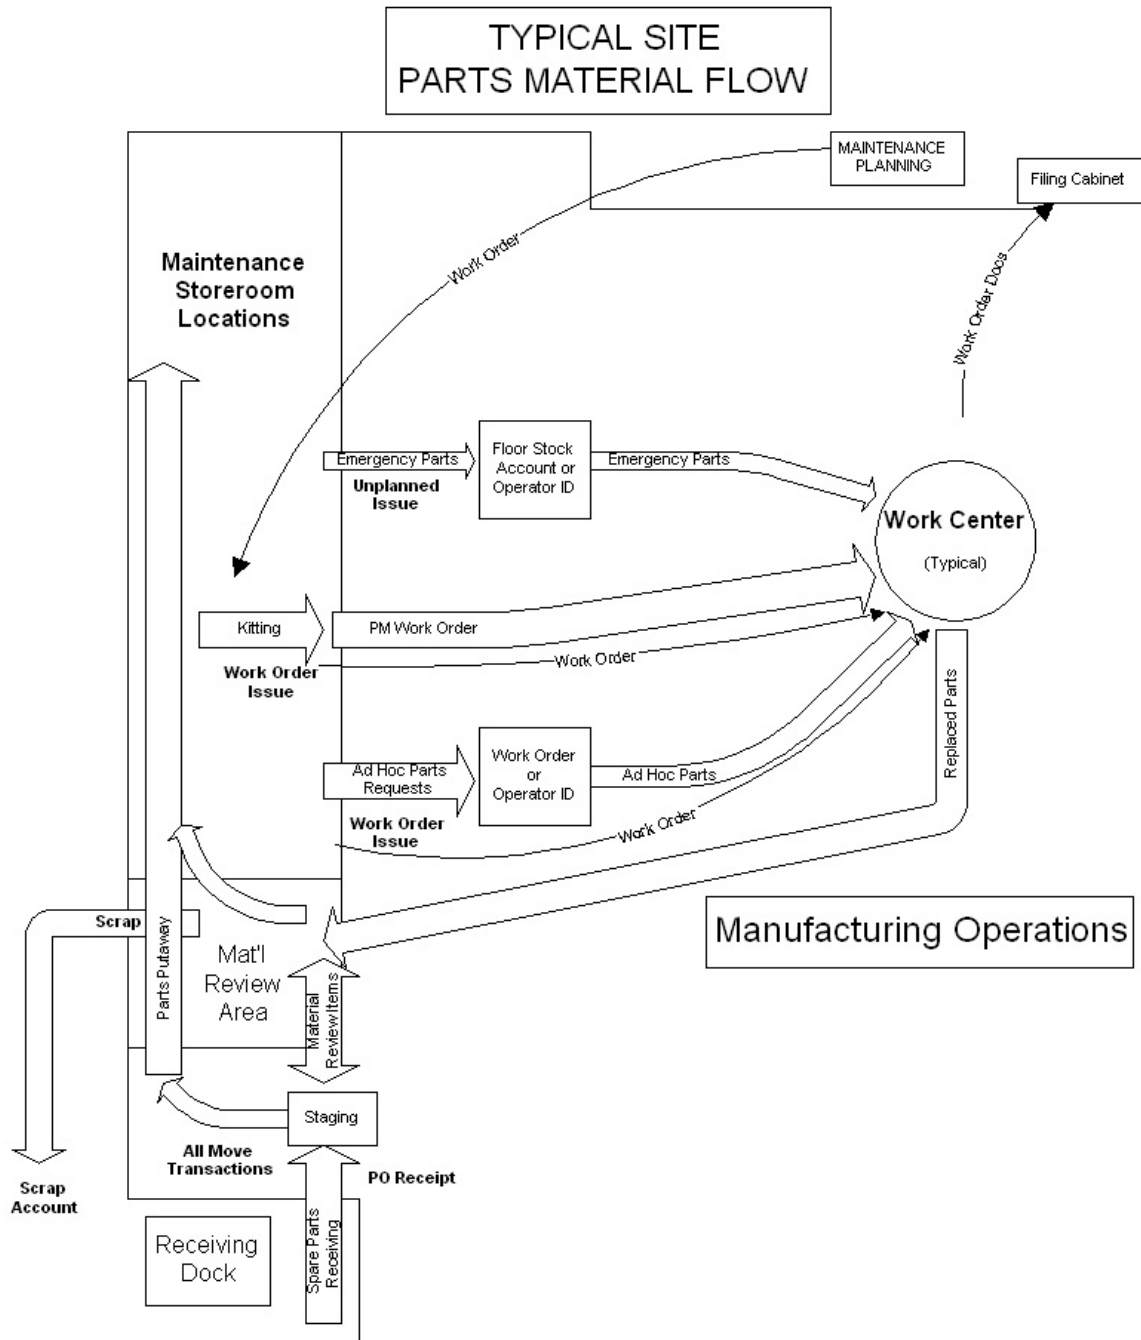 TYPICAL SITE
PARTS MATERIAL FLOW
MAINTENANCE
PLANNING
Filing Cabinet
Work Order
Work Order Docs
Maintenance
Storeroom
Locations
Emergency Parts
Unplanned
Issue
Floor Stock
Account or
Operator ID
Emergency Parts
Work Center
(Typical)
Kitting
PM Work Order
Work Order
Issue
Work Order
Replaced Parts
Ad Hoc Parts
Requests
Work Order
or
Operator ID
Ad Hoc Parts
Work Order
Issue
Work Order
Scrap
Parts Putaway
Mat'l
Review
Area
Material
Review Items
Manufacturing Operations
Staging
All Move
Transactions
PO Receipt
Scrap
Account
Receiving
Dock
Spare Parts
Receiving